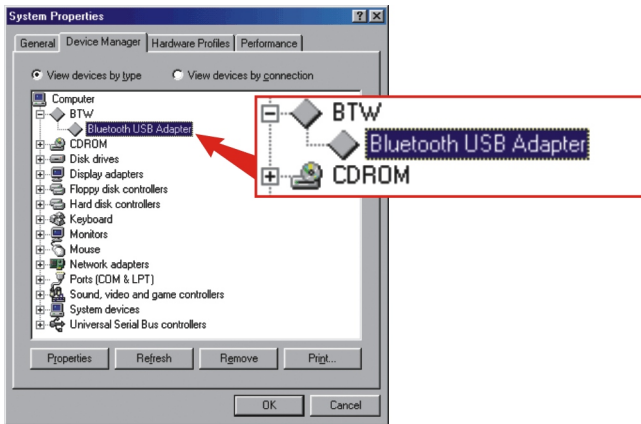 System Properties
General Device Manager Hardware Profiles Performance
View devices by type View devices by connection
Computer
BTW
Bluetooth USB Adapter
CDROM
Disk drives
Display adapters
Floppy disk controllers
Hard disk controllers
Keyboard
Monitors
Mouse
Network adapters
Ports (COM & LPT)
Sound, video and game controllers
System devices
Universal Serial Bus controllers
BTW
Bluetooth USB Adapter
CDROM
Properties Refresh Remove Print...
OK Cancel